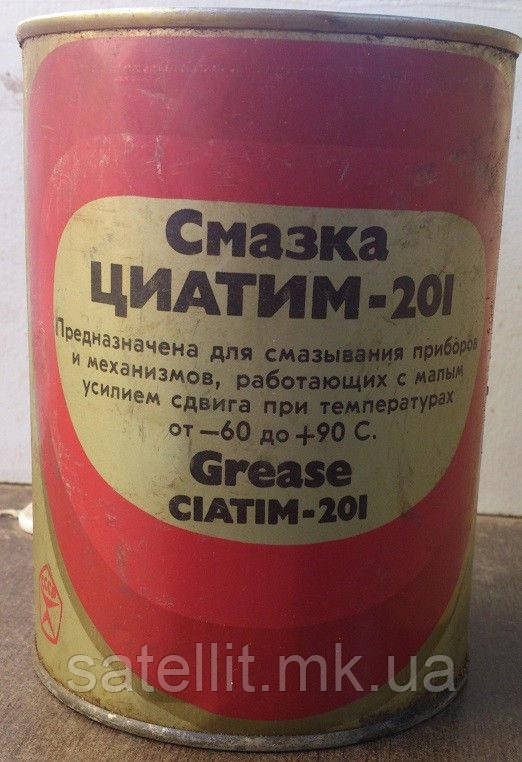 Смазка
ЦИАТИМ-201
Предназначена для смазывания приборов
и механизмов, работающих с малым
усилием сдвига при температурах
от -60 до +90 С.
Grease
CIATIM-201
satellit.mk.ua